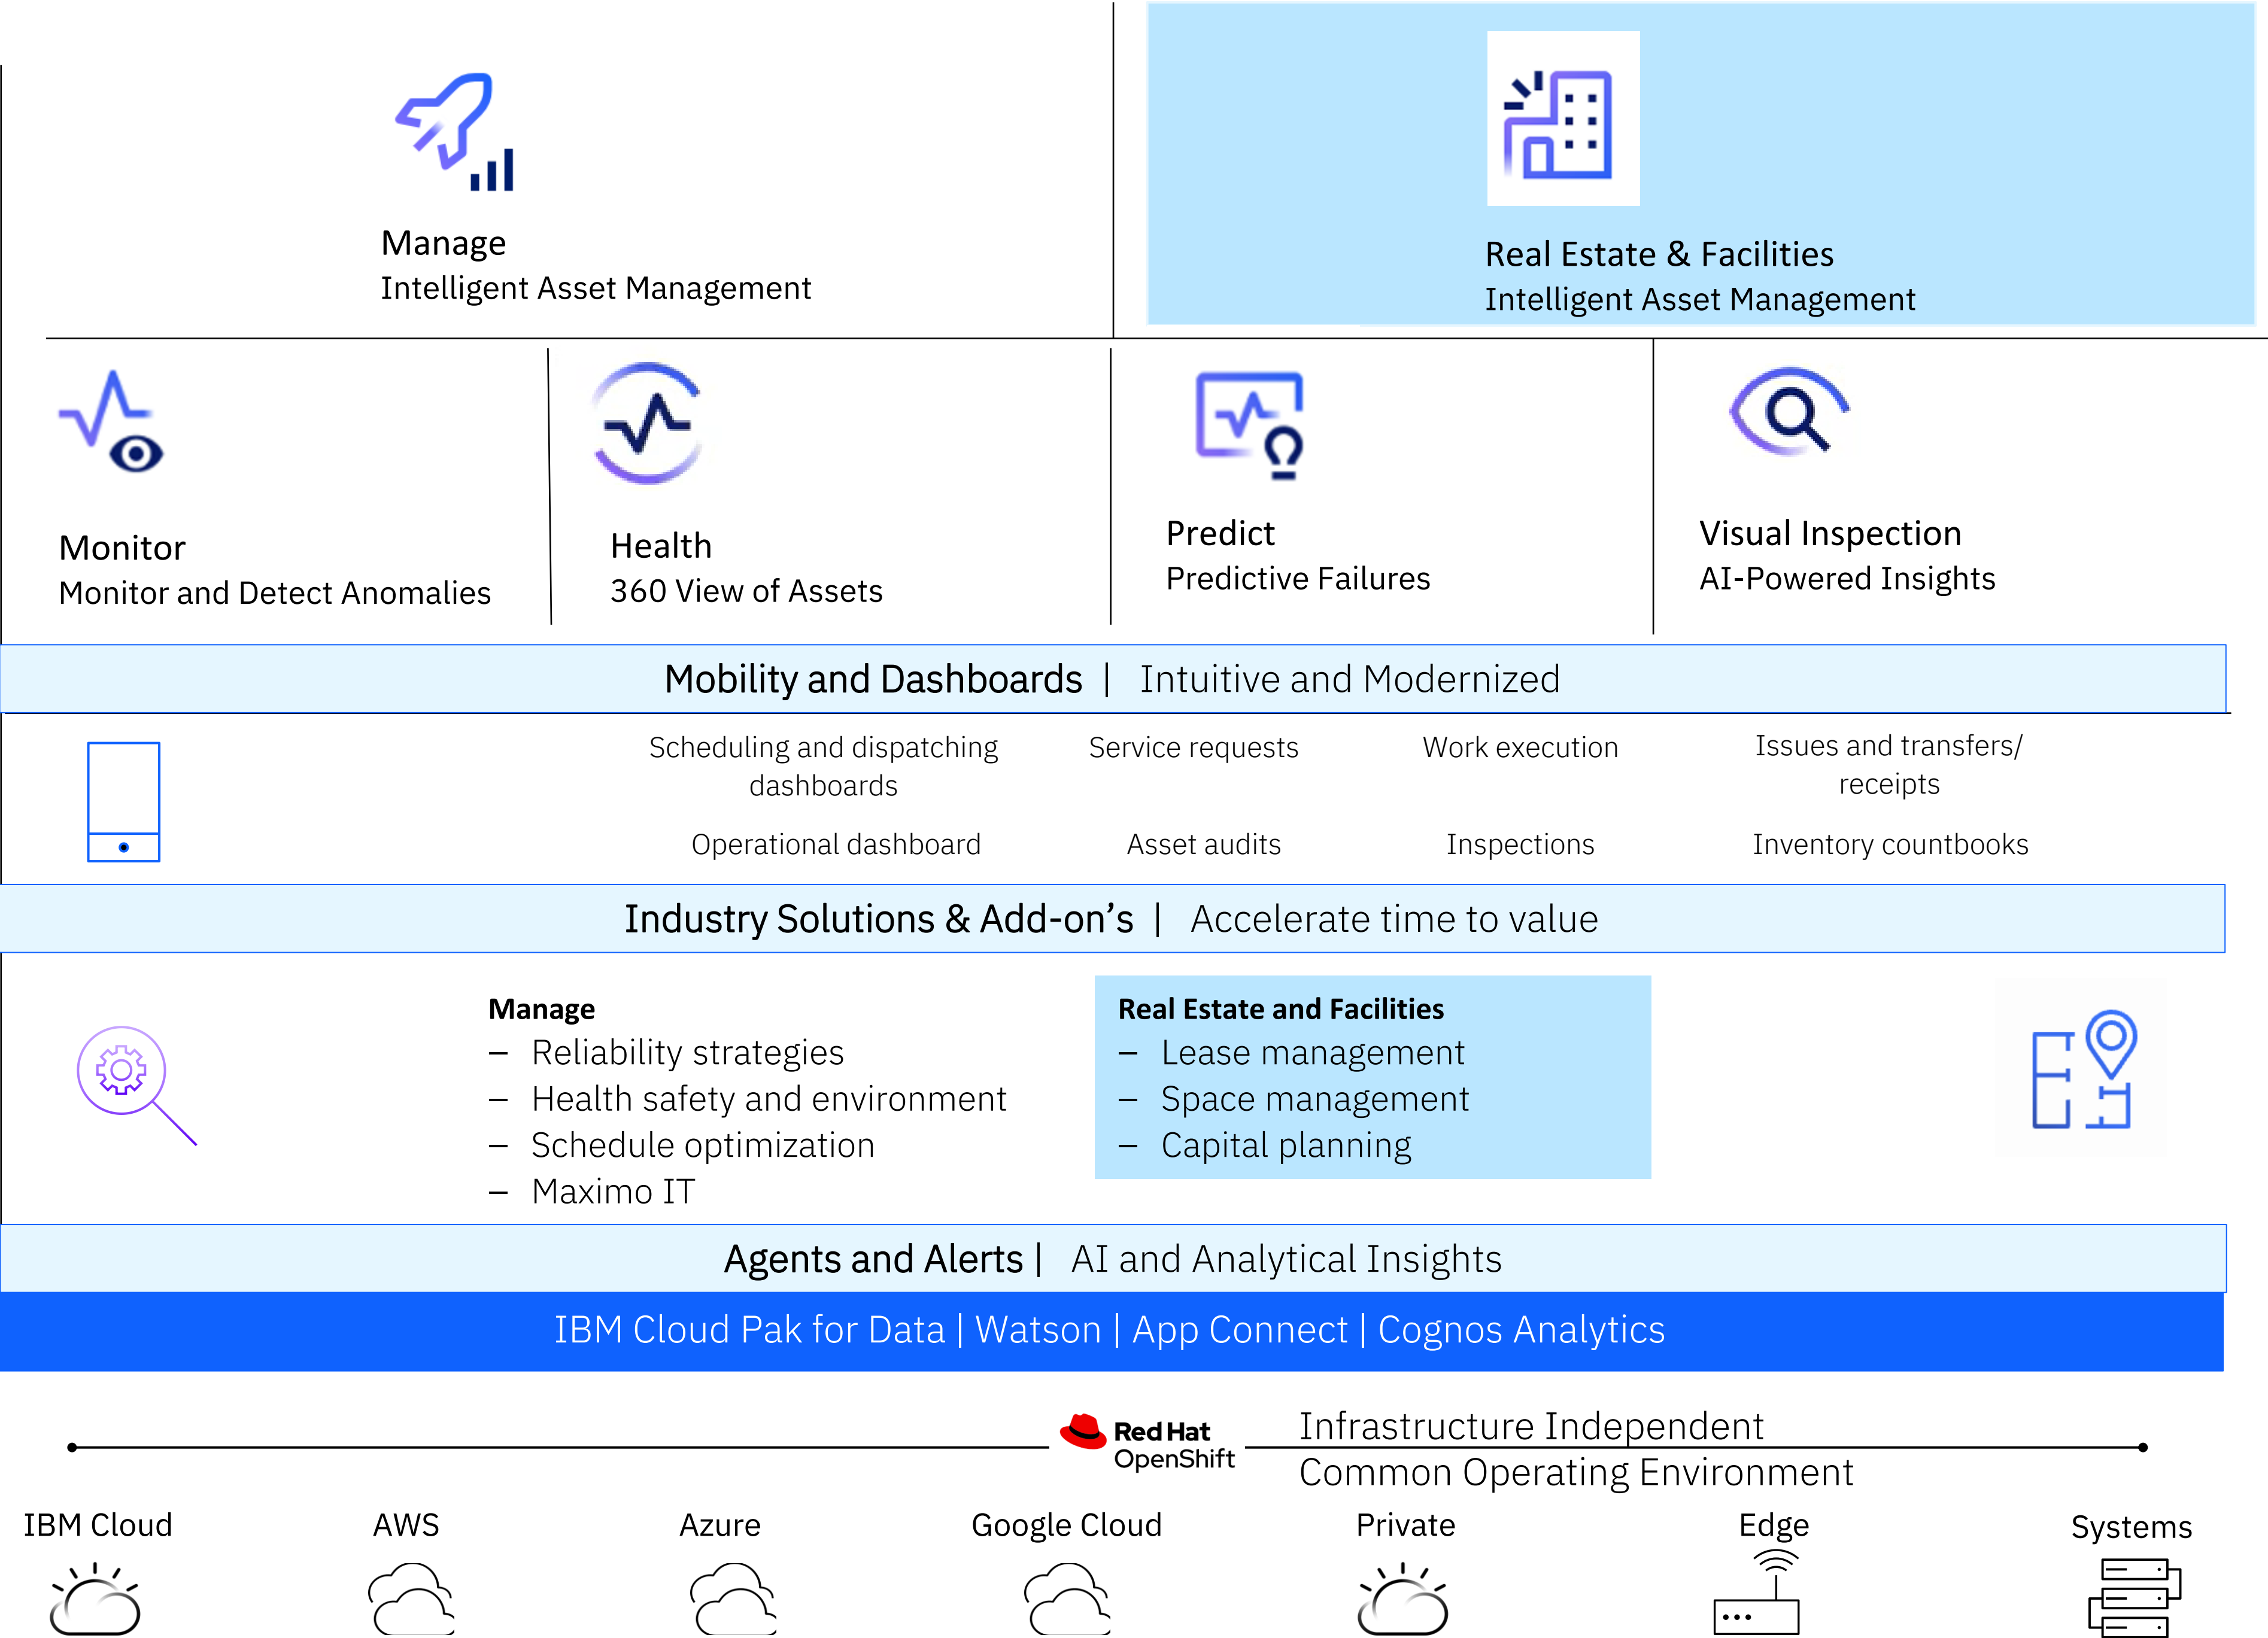 Manage
Intelligent Asset Management
Real Estate & Facilities
Intelligent Asset Management
Monitor
Monitor and Detect Anomalies
Health
360 View of Assets
Predict
Predictive Failures
Visual Inspection
AI-Powered Insights
Mobility and Dashboards | Intuitive and Modernized
Scheduling and dispatching
dashboards
Service requests
Work execution
Issues and transfers/
receipts
Operational dashboard
Asset audits
Inspections
Inventory countbooks
Industry Solutions & Add-on’s | Accelerate time to value
Manage
– Reliability strategies
– Health safety and environment
– Schedule optimization
– Maximo IT
Real Estate and Facilities
– Lease management
– Space management
– Capital planning
Agents and Alerts | AI and Analytical Insights
IBM Cloud Pak for Data | Watson | App Connect | Cognos Analytics
Red Hat
OpenShift
Infrastructure Independent
Common Operating Environment
IBM Cloud
AWS
Azure
Google Cloud
Private
Edge
Systems